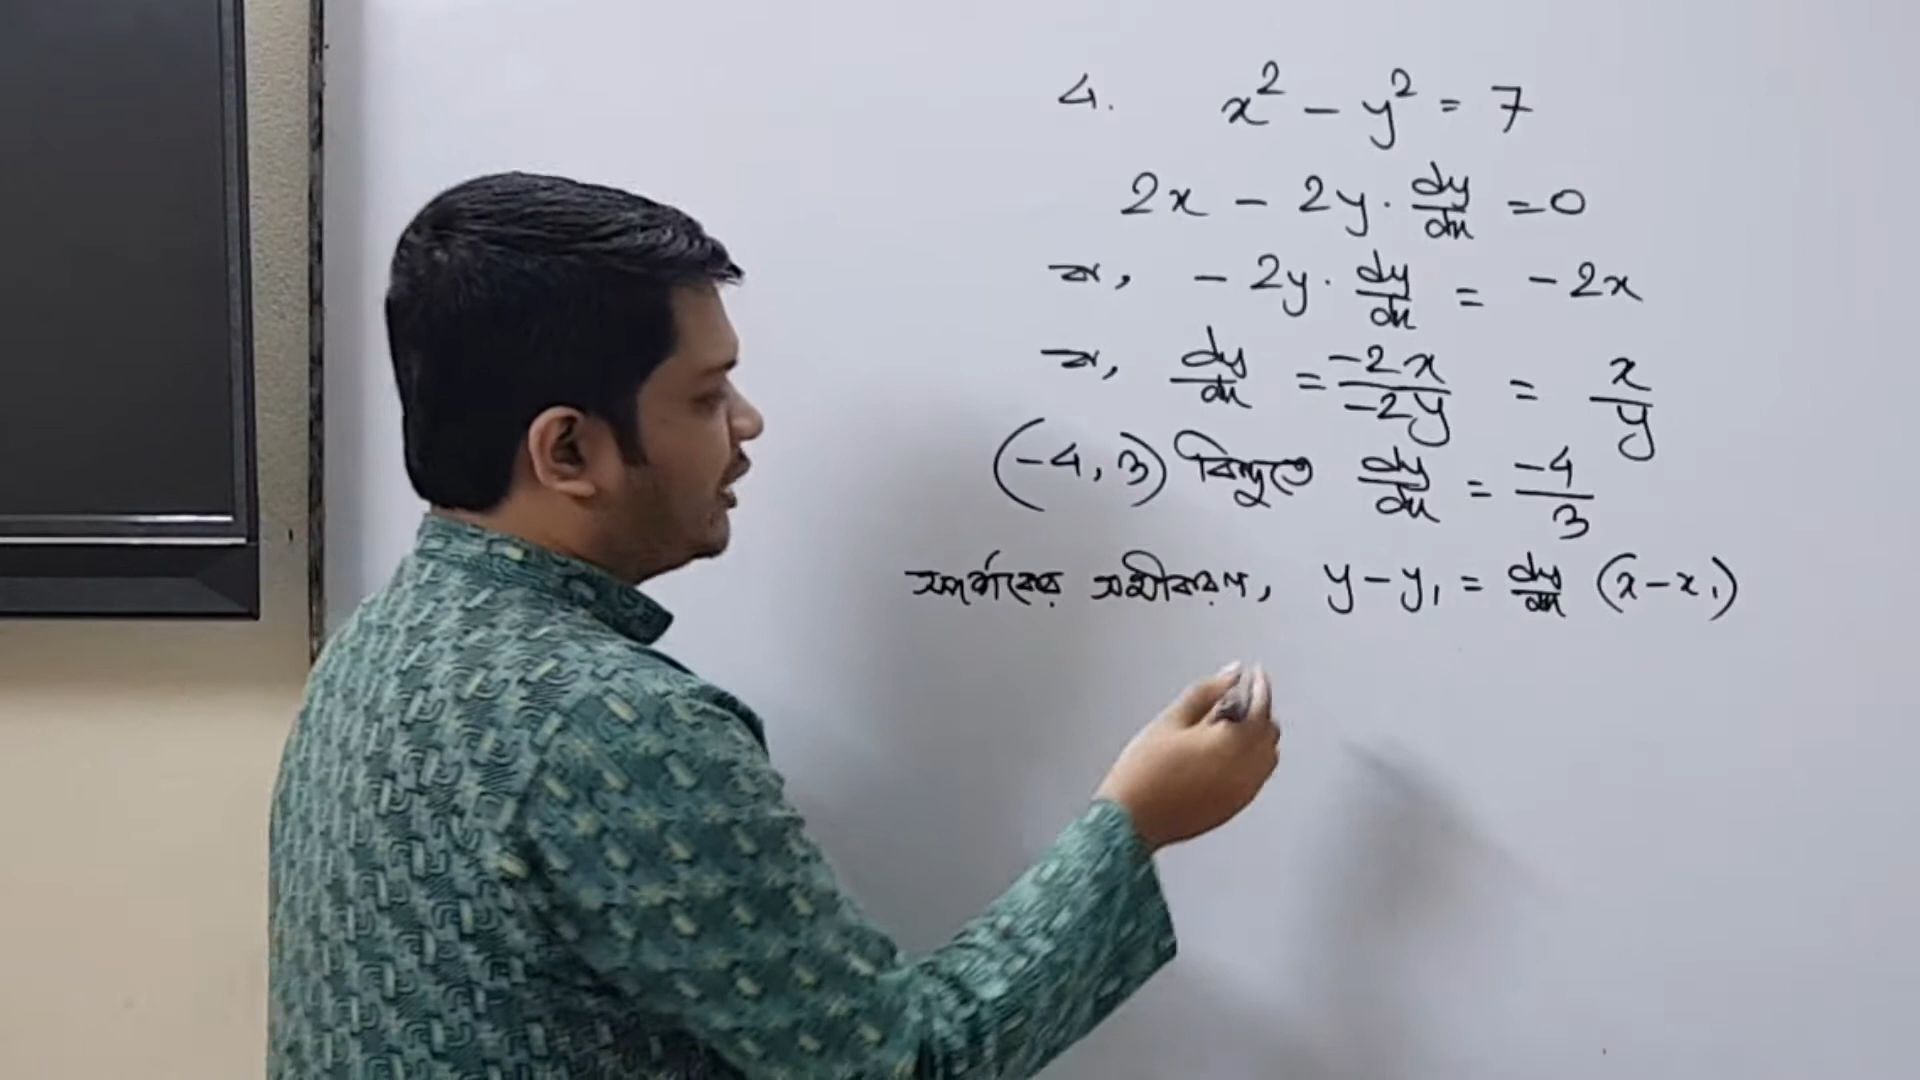 4. x² - y² = 7
2x - 2y · dy/dx = 0
বা, - 2y · dy/dx = - 2x
বা, dy/dx = -2x/-2y = x/y
(-4, 3) বিন্দুতে dy/dx = -4/3
স্পর্শকের সমীকরণ, y - y₁ = dy/dx (x - x₁)